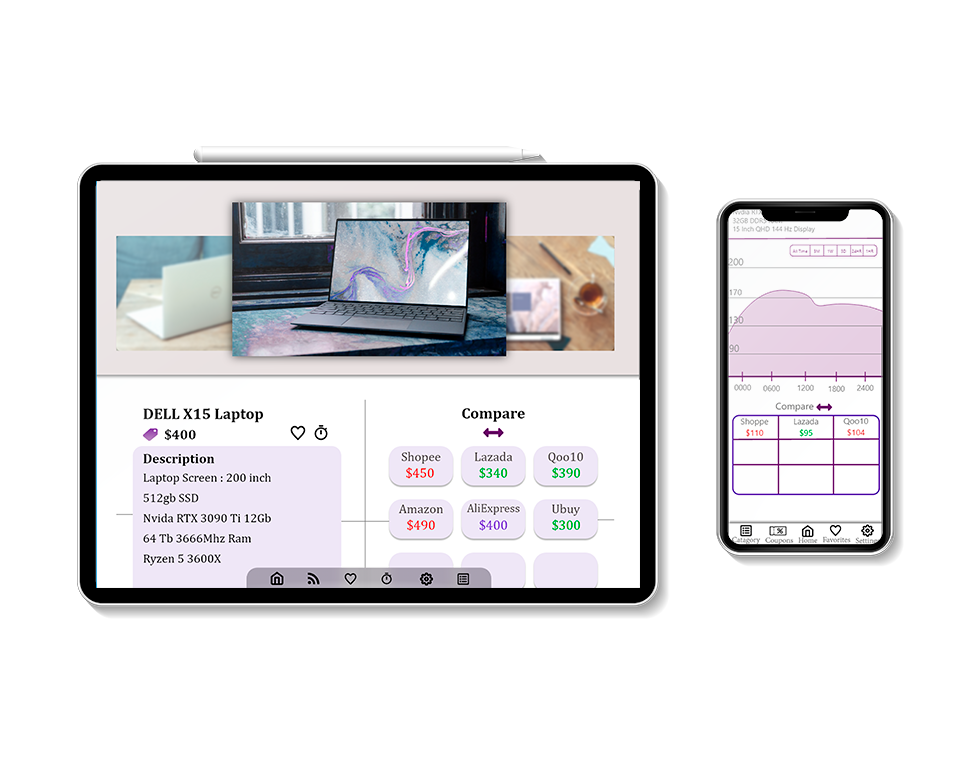 DELL X15 Laptop
$400
Description
Laptop Screen : 200 inch
512gb SSD
Nvida RTX 3090 Ti 12Gb
64 Tb 3666Mhz Ram
Ryzen 5 3600X
Compare
Shopee
$450
Lazada
$340
Qoo10
$390
Amazon
$490
AliExpress
$400
Ubuy
$300
32GB DDR
15 Inch QHD 144 Hz Display
200
170
130
90
0000 0600 1200 1800 2400
Compare
Shoppe Lazada Qoo10
$110 $95 $104
Catagory Coupons Home Favorites Setting